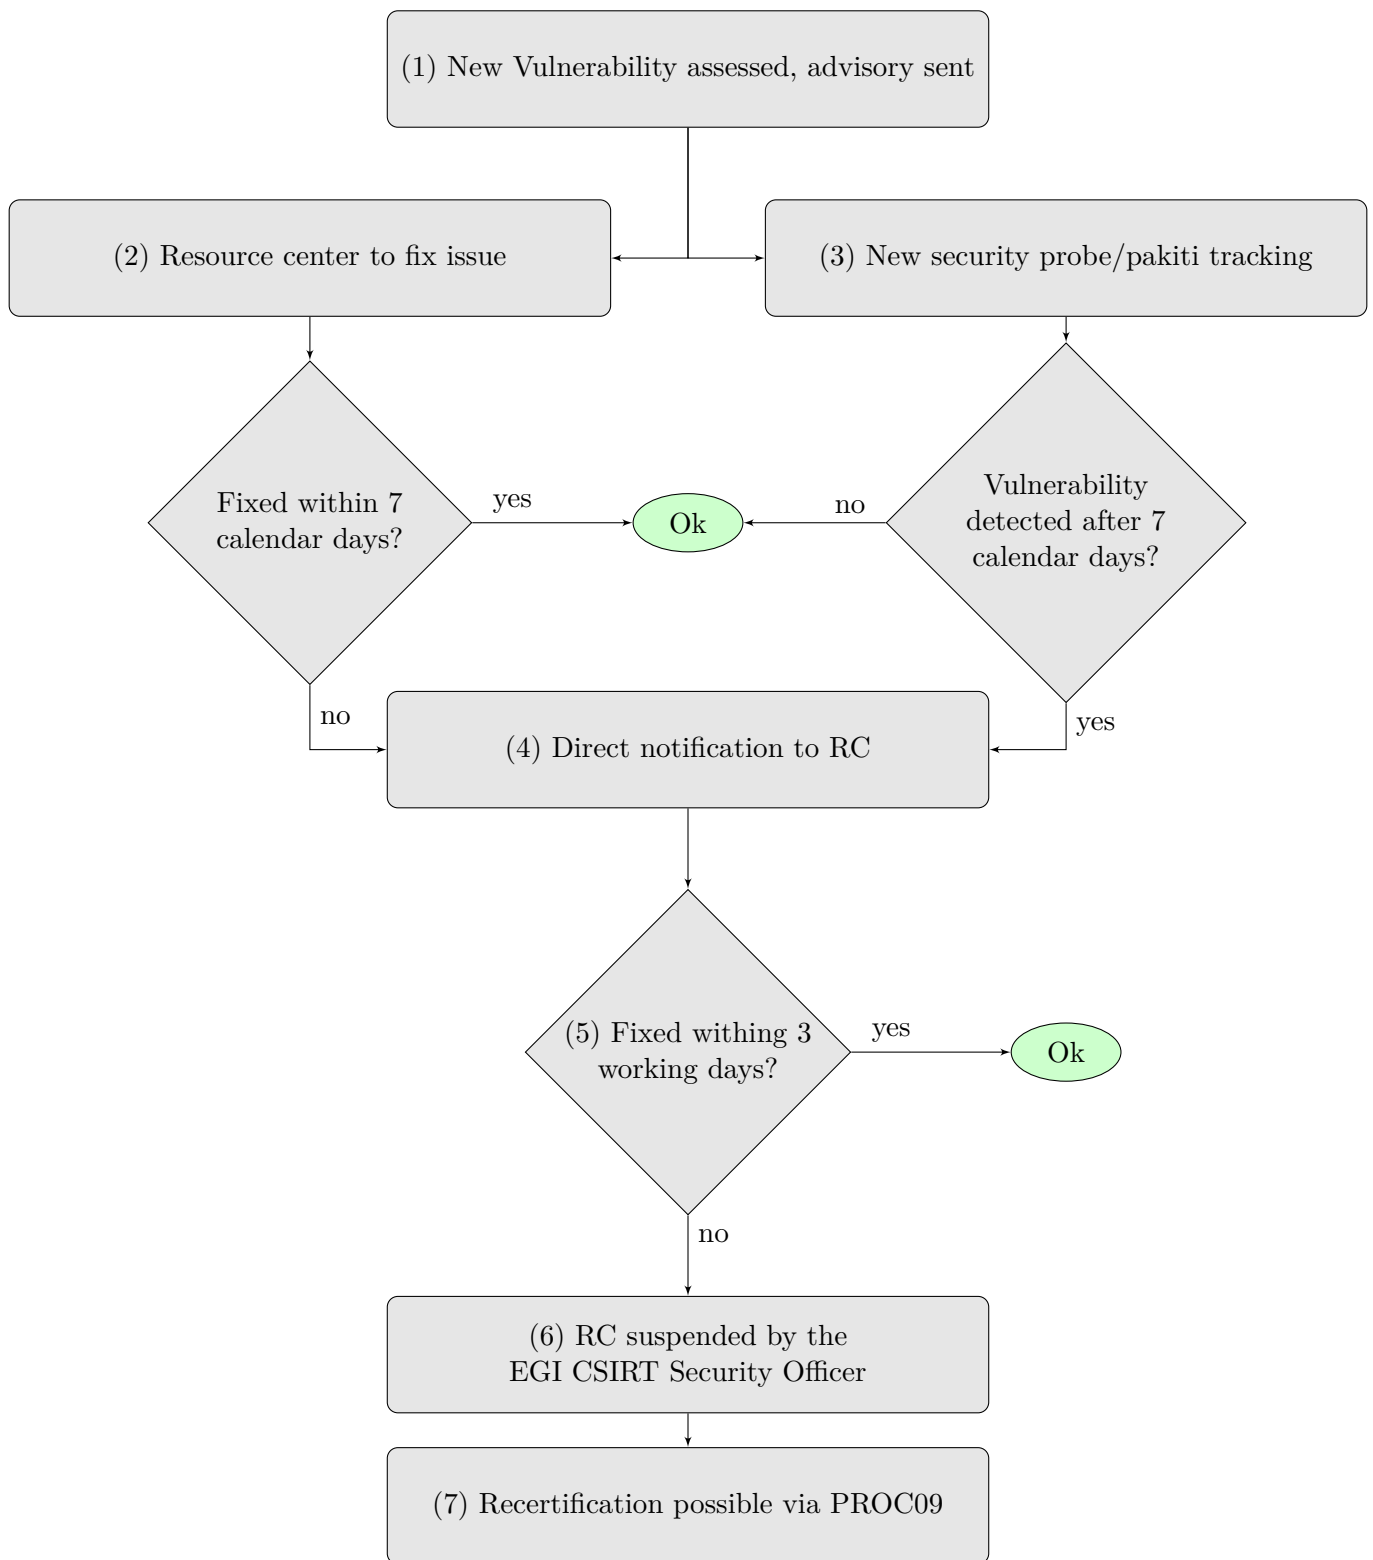 (1) New Vulnerability assessed, advisory sent
(2) Resource center to fix issue
(3) New security probe/pakiti tracking
Fixed within 7
calendar days?
yes
Ok
no
Vulnerability
detected after 7
calendar days?
no
(4) Direct notification to RC
yes
(5) Fixed withing 3
working days?
yes
Ok
no
(6) RC suspended by the
EGI CSIRT Security Officer
(7) Recertification possible via PROC09